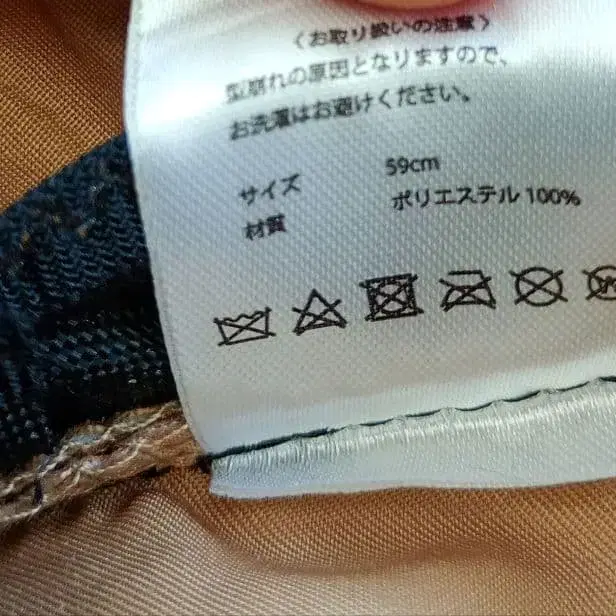 〈お取り扱いの注意〉
型崩れの原因となりますので、
お洗濯はお避けください。
サイズ 59cm
材質 ポリエステル 100%